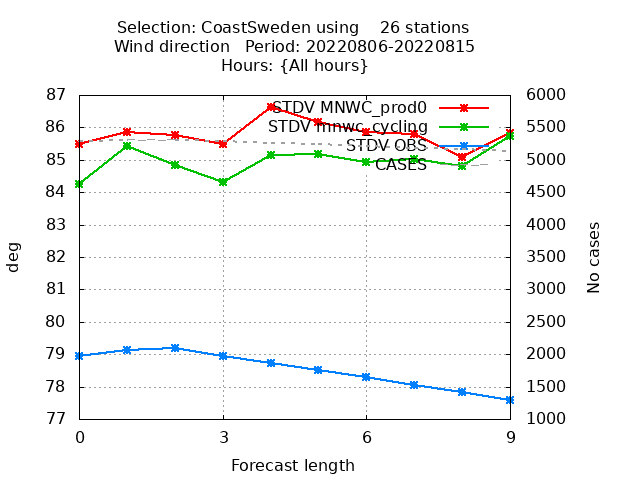 Selection: CoastSweden using 26 stations
Wind direction Period: 20220806-20220815
Hours: {All hours}
87 6000
STDV MNWC_prod0
86 5500
STDV mnwc_cycling
STDV OBS
85 5000
CASES
84 4500
83 4000
82 3500
81 3000
80 2500
79 2000
78 1500
77 1000
deg
No cases
0 3 6 9
Forecast length